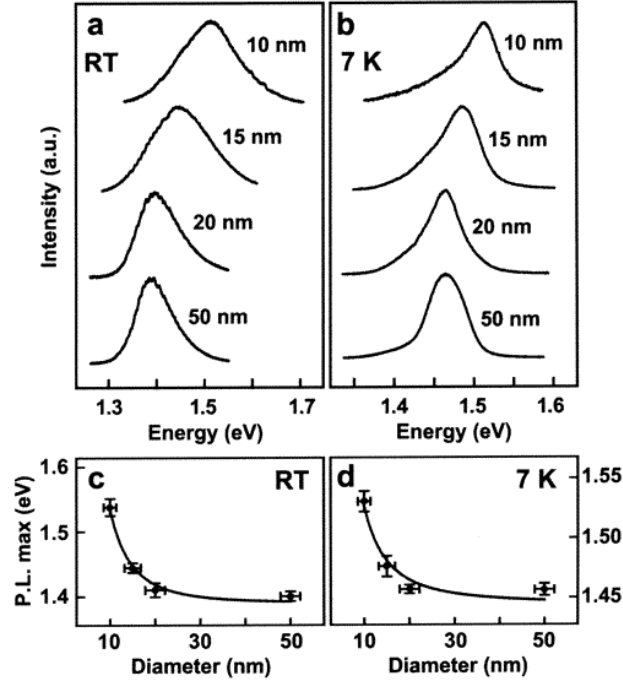 a
RT
10 nm
15 nm
20 nm
50 nm
Intensity (a.u.)
1.3
1.5
1.7
Energy (eV)
b
7 K
10 nm
15 nm
20 nm
50 nm
1.4
1.5
1.6
Energy (eV)
c
RT
1.6
1.5
1.4
P.L. max (eV)
10
30
50
Diameter (nm)
d
7 K
1.55
1.50
1.45
10
30
50
Diameter (nm)